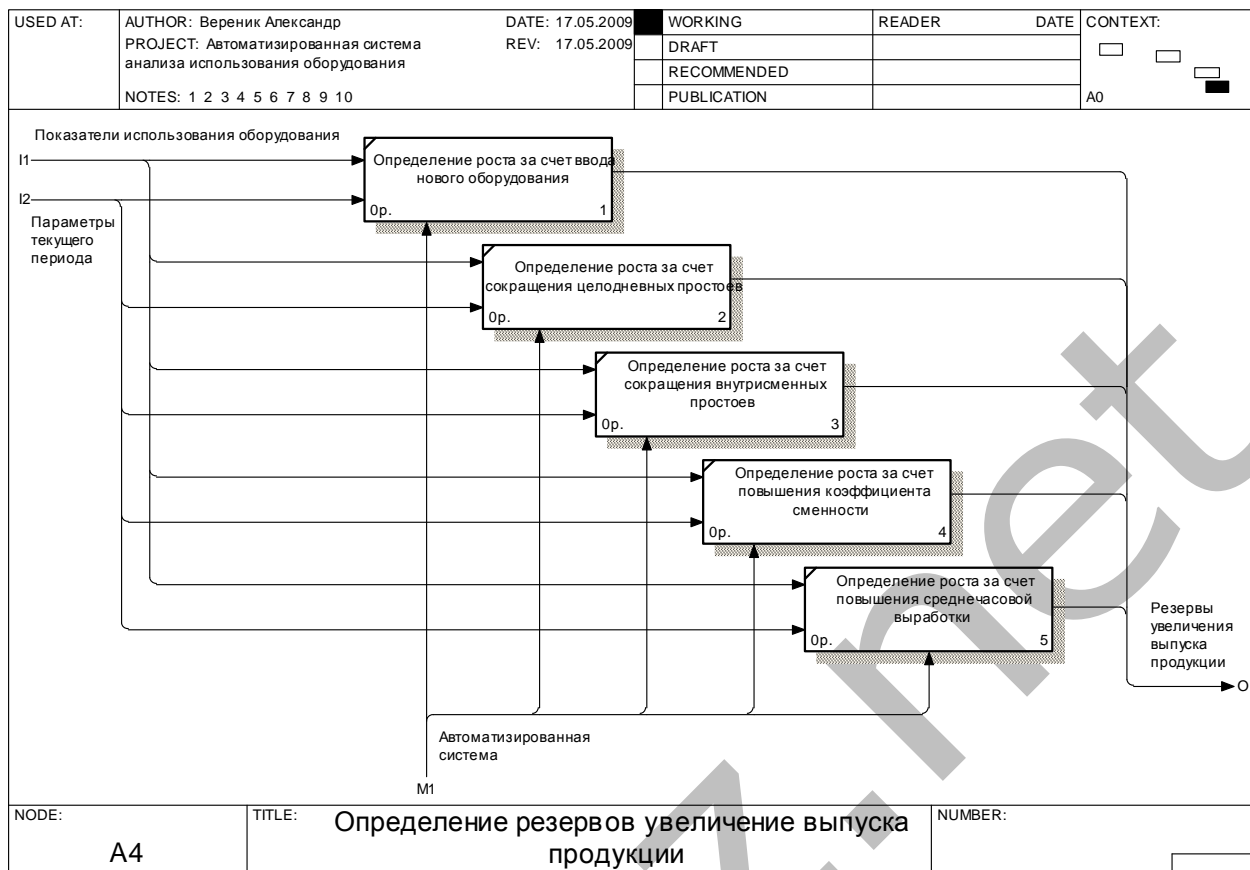 USED AT:
AUTHOR: Вереник Александр
DATE: 17.05.2009
PROJECT: Автоматизированная система
анализа использования оборудования
REV: 17.05.2009
NOTES: 1 2 3 4 5 6 7 8 9 10
WORKING
DRAFT
RECOMMENDED
PUBLICATION
READER
DATE
CONTEXT:
A0
Показатели использования оборудования
I1
I2
Параметры
текущего
периода
Определение роста за счет ввода
нового оборудования
0р.
1
Определение роста за счет
сокращения целодневных простоев
0р.
2
Определение роста за счет
сокращения внутрисменных
простоев
0р.
3
Определение роста за счет
повышения коэффициента
сменности
0р.
4
Определение роста за счет
повышения среднечасовой
выработки
0р.
5
Резервы
увеличения
выпуска
продукции
O
Автоматизированная
система
M1
NODE:
A4
TITLE:
Определение резервов увеличение выпуска
продукции
NUMBER:
z.net